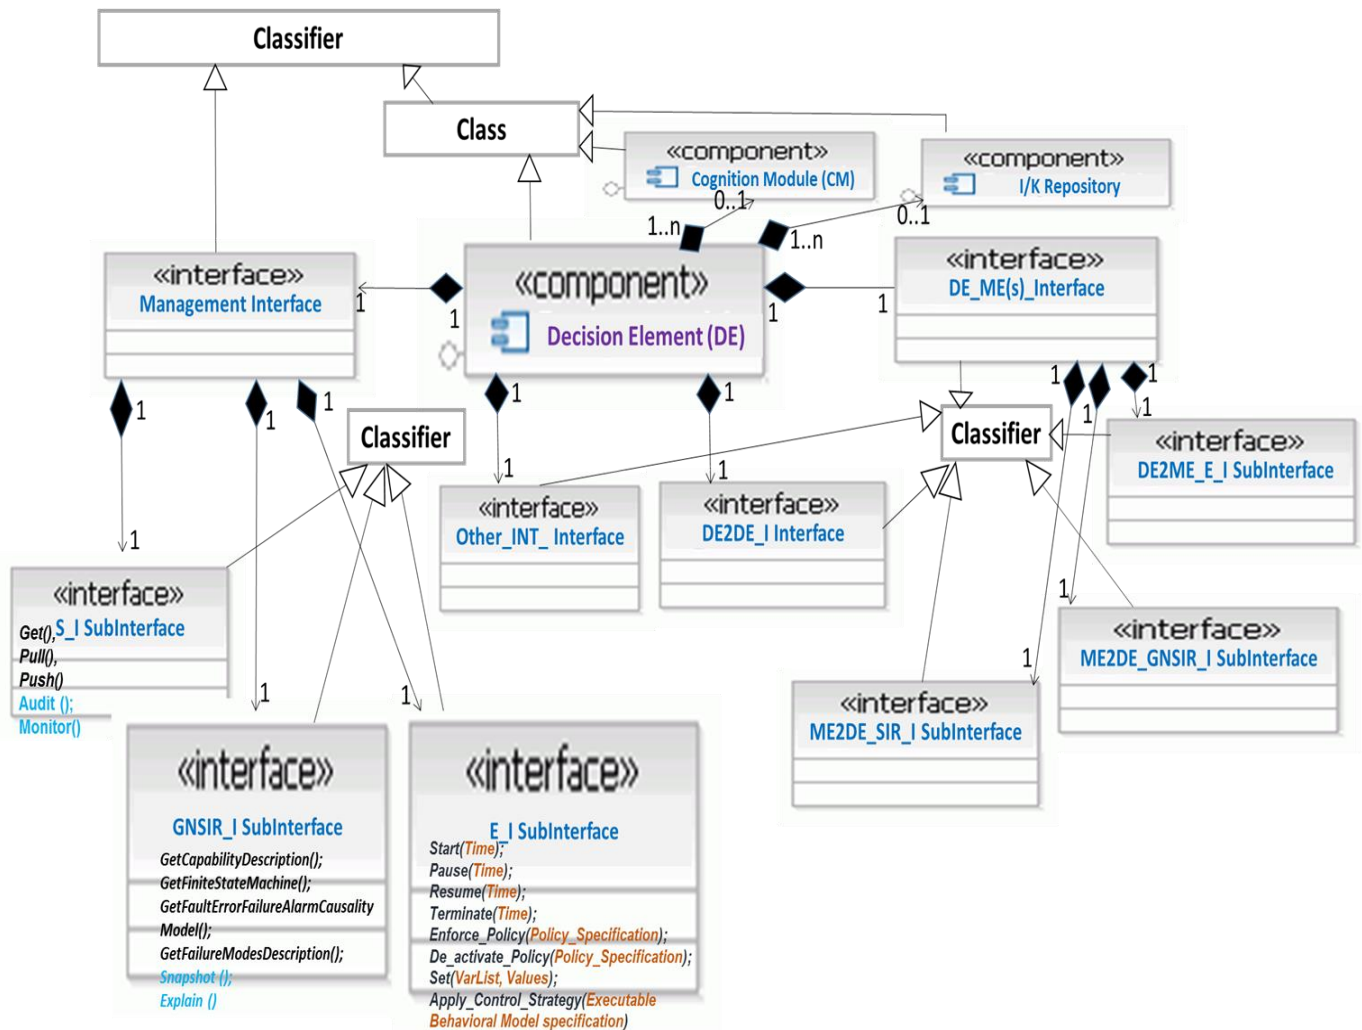 Classifier
Class
«component»
Cognition Module (CM)
«component»
I/K Repository
0..1
1..n
0..1
1..n
«interface»
Management Interface
1
1
«component»
Decision Element (DE)
1
1
«interface»
DE_ME(s)_Interface
1
1
1
1
1
1
1
1
1
1
Classifier
Classifier
1
1
«interface»
Other_INT_ Interface
«interface»
DE2DE_I Interface
«interface»
DE2ME_E_I SubInterface
1
«interface»
S_I SubInterface
Get(),
Pull(),
Push()
Audit ();
Monitor()
1
1
1
1
«interface»
ME2DE_GNSIR_I SubInterface
«interface»
ME2DE_SIR_I SubInterface
«interface»
GNSIR_I SubInterface
GetCapabilityDescription();
GetFiniteStateMachine();
GetFaultErrorFailureAlarmCausality
Model();
GetFailureModesDescription();
Snapshot ();
Explain ()
«interface»
E_I SubInterface
Start(Time);
Pause(Time);
Resume(Time);
Terminate(Time);
Enforce_Policy(Policy_Specification);
De_activate_Policy(Policy_Specification);
Set(VarList, Values);
Apply_Control_Strategy(Executable
Behavioral Model specification)